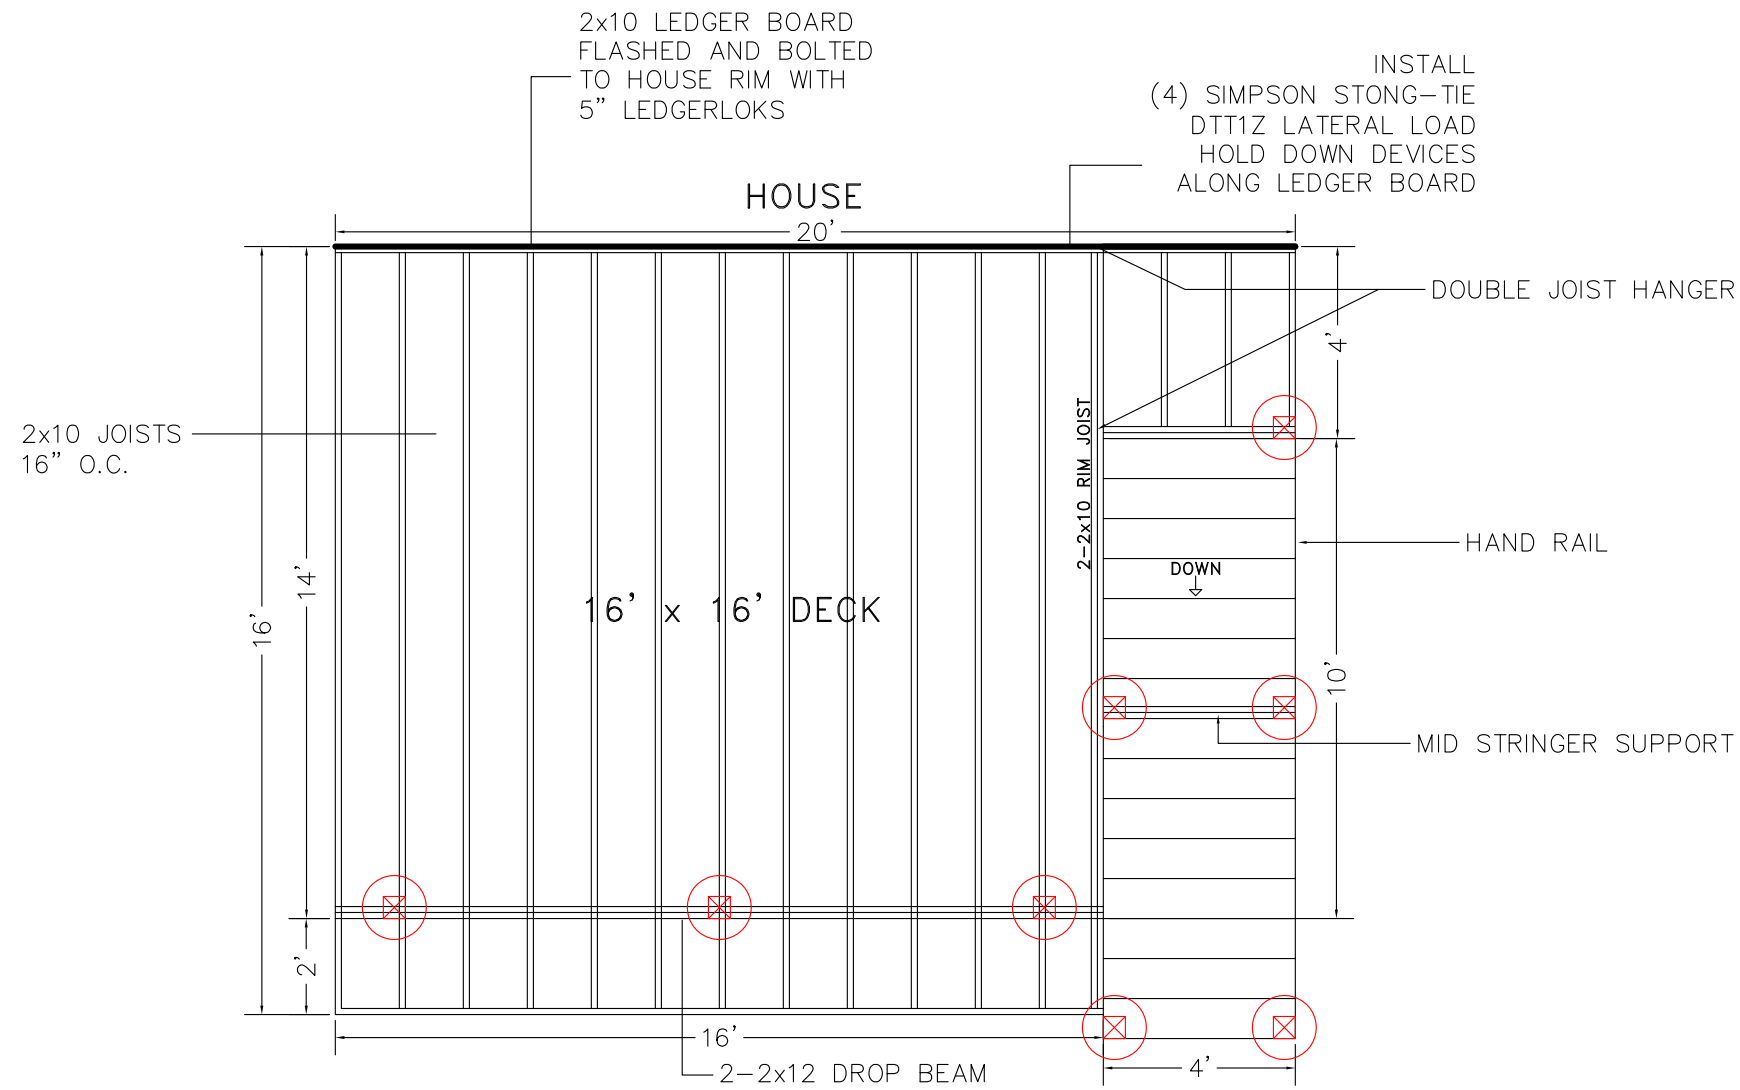 2x10 LEDGER BOARD
FLASHED AND BOLTED
TO HOUSE RIM WITH
5" LEDGERLOKS
INSTALL
(4) SIMPSON STONG-TIE
DTT1Z LATERAL LOAD
HOLD DOWN DEVICES
ALONG LEDGER BOARD
HOUSE
20'
DOUBLE JOIST HANGER
4'
2x10 JOISTS
16" O.C.
2-2x10 RIM JOIST
HAND RAIL
DOWN
14'
16'
16' x 16' DECK
10'
MID STRINGER SUPPORT
2'
16'
4'
2-2x12 DROP BEAM